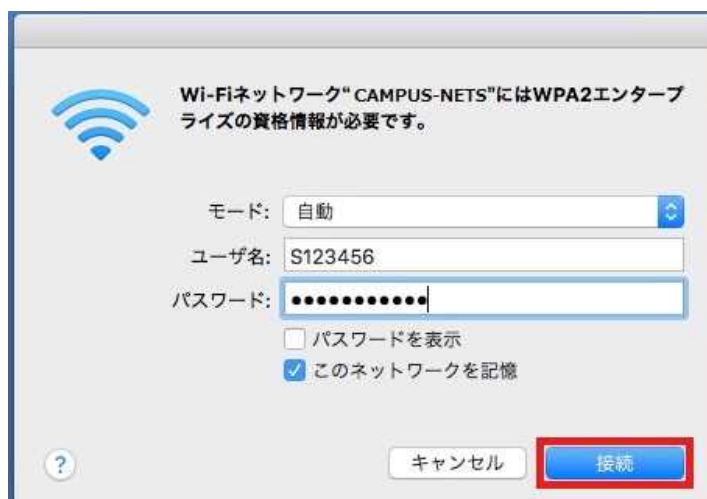 Wi-Fiネットワーク“CAMPUS-NETS”にはWPA2エンタープ
ライズの資格情報が必要です。
モード: 自動
ユーザ名: S123456
パスワード: ●●●●●●●●●●●
パスワードを表示
このネットワークを記憶
? キャンセル 接続